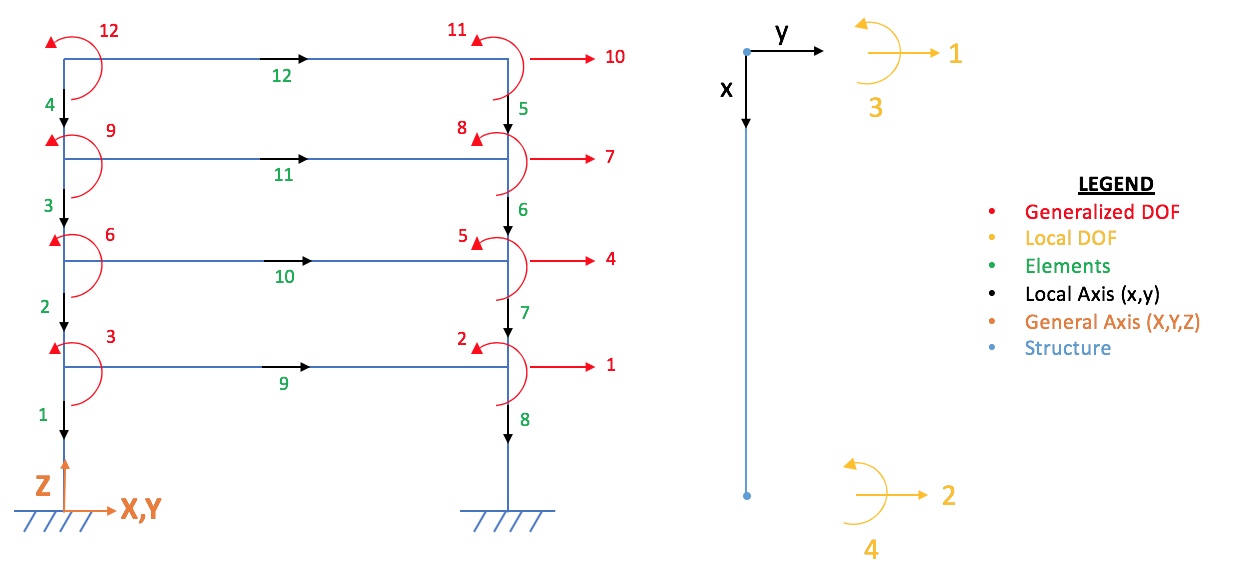 12
11
10
12
4
5
9
8
7
11
3
6
6
5
4
10
2
7
3
2
1
9
1
8
Z
X,Y
y
x
1
3
2
4
LEGEND
• Generalized DOF
• Local DOF
• Elements
• Local Axis (x,y)
• General Axis (X,Y,Z)
• Structure